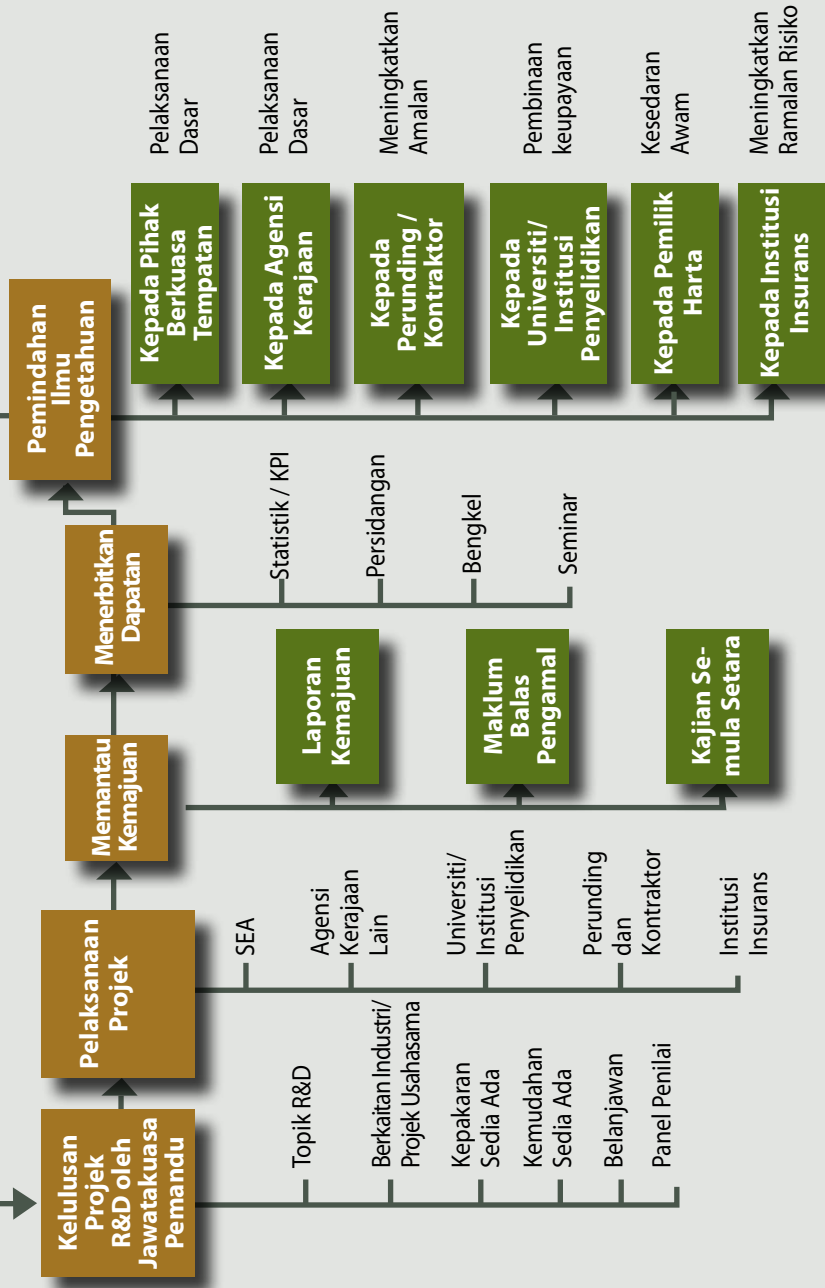 Kelulusan
Projek
R&D oleh
Jawatakuasa
Pemandu
Topik R&D
Berkaitan Industri/
Projek Usahasama
Kepakaran
Sedia Ada
Kemudahan
Sedia Ada
Belanjawan
Panel Penilai
Pelaksanaan
Projek
SEA
Agensi
Kerajaan
Lain
Universiti/
Institusi
Penyelidikan
Perunding
dan
Kontraktor
Institusi
Insurans
Memantau
Kemajuan
Laporan
Kemajuan
Maklum
Balas
Pengamal
Kajian Se-
mula Setara
Menerbitkan
Dapatan
Statistik / KPI
Persidangan
Bengkel
Seminar
Pemindahan
Ilmu
Pengetahuan
Kepada Pihak
Berkuasa
Tempatan
Pelaksanaan
Dasar
Kepada Agensi
Kerajaan
Pelaksanaan
Dasar
Kepada
Perunding /
Kontraktor
Meningkatkan
Amalan
Kepada
Universiti/
Institusi
Penyelidikan
Pembinaan
keupayaan
Kepada Pemilik
Harta
Kesedaran
Awam
Kepada Institusi
Insurans
Meningkatkan
Ramalan Risiko